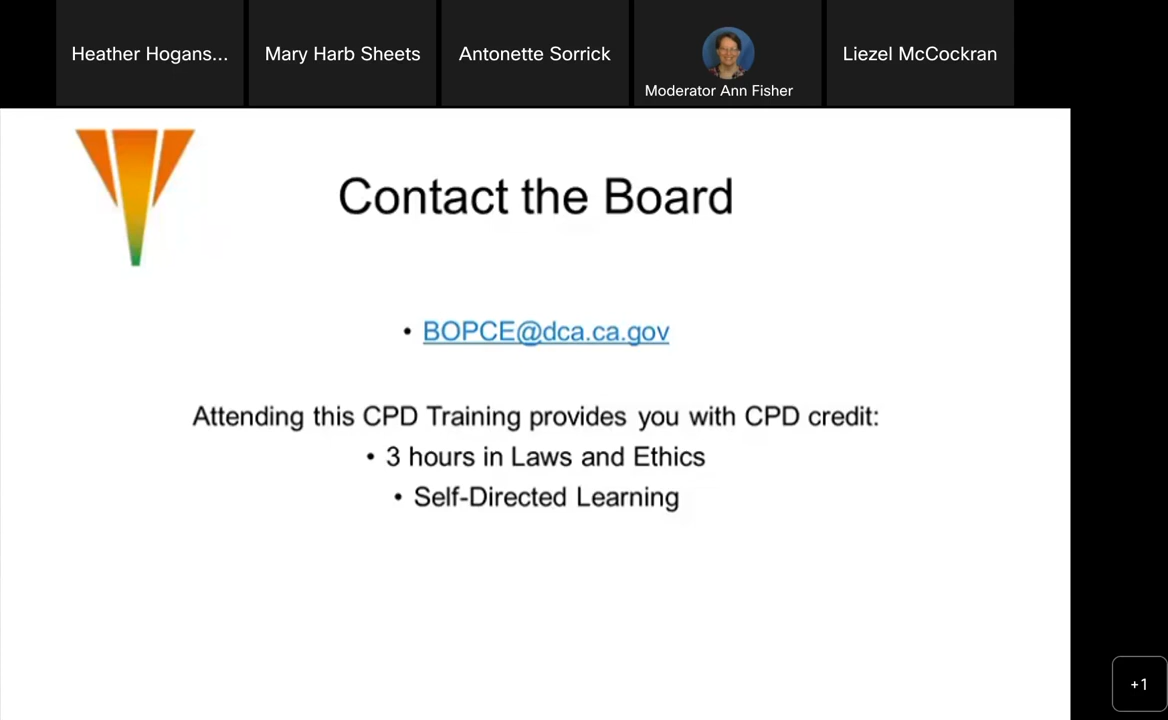 Heather Hogans...
Mary Harb Sheets
Antonette Sorrick
Moderator Ann Fisher
Liezel McCockran
Contact the Board
• BOPCE@dca.ca.gov
Attending this CPD Training provides you with CPD credit:
• 3 hours in Laws and Ethics
• Self-Directed Learning
+1